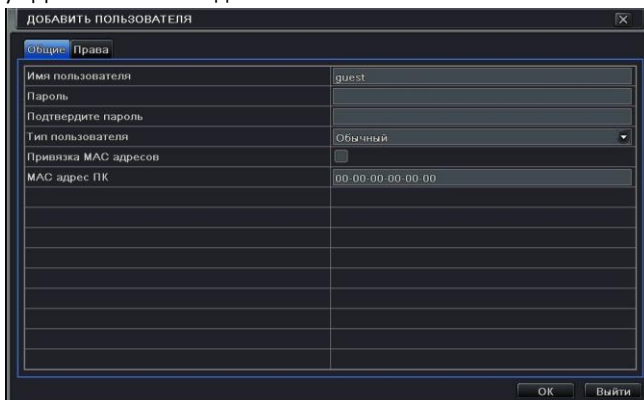 ДОБАВИТЬ ПОЛЬЗОВАТЕЛЯ
Общие Права
Имя пользователя guest
Пароль
Подтвердите пароль
Тип пользователя Обычный
Привязка MAC адресов
MAC адрес ПК 00-00-00-00-00-00
ОК Выйти